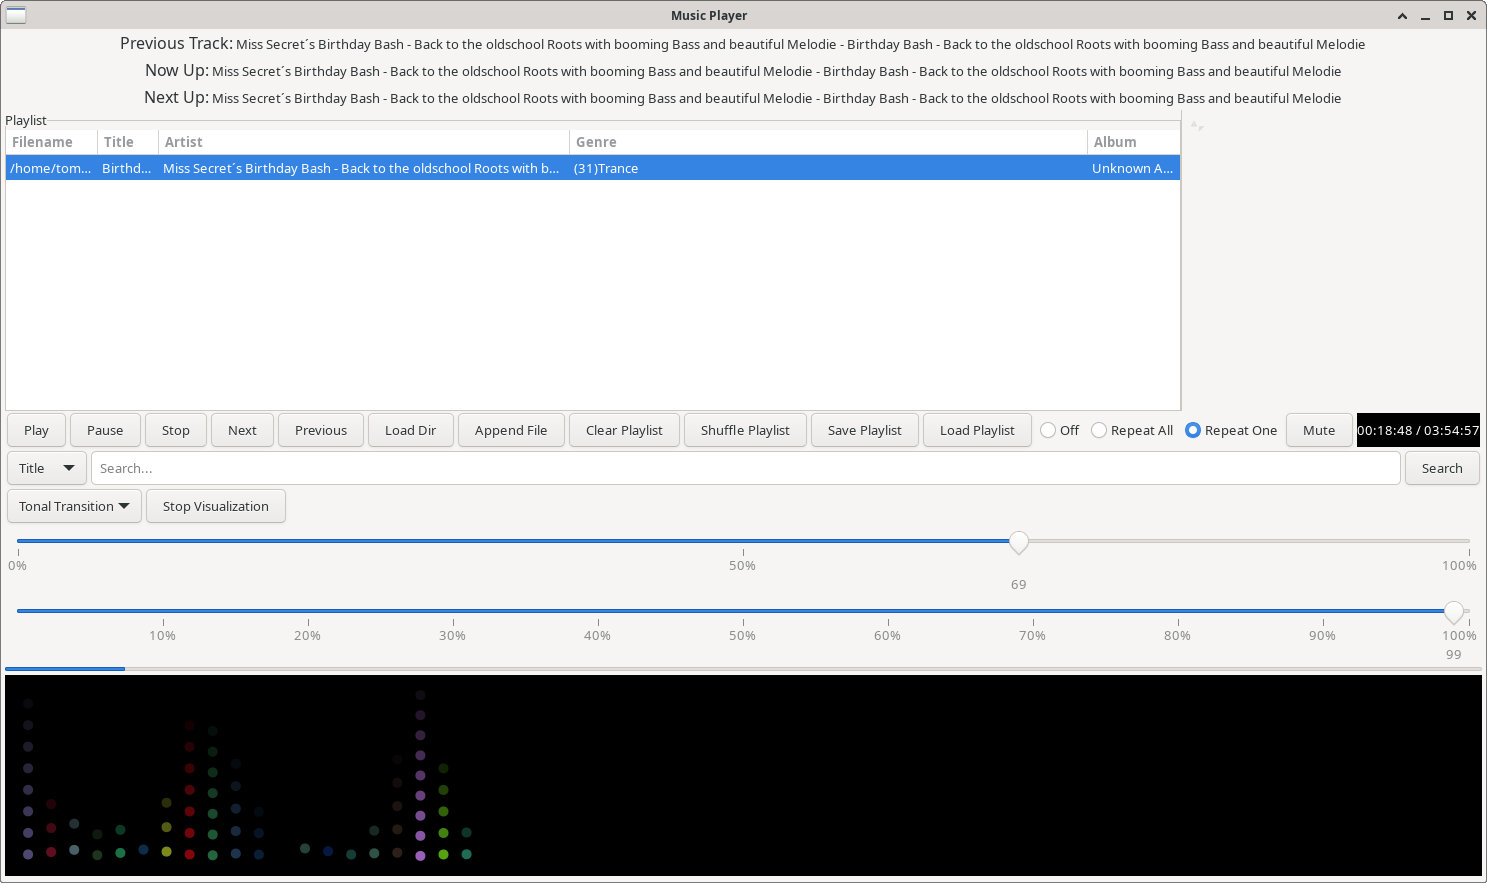 Music Player
Previous Track: Miss Secret´s Birthday Bash - Back to the oldschool Roots with booming Bass and beautiful Melodie - Birthday Bash - Back to the oldschool Roots with booming Bass and beautiful Melodie
Now Up: Miss Secret´s Birthday Bash - Back to the oldschool Roots with booming Bass and beautiful Melodie - Birthday Bash - Back to the oldschool Roots with booming Bass and beautiful Melodie
Next Up: Miss Secret´s Birthday Bash - Back to the oldschool Roots with booming Bass and beautiful Melodie - Birthday Bash - Back to the oldschool Roots with booming Bass and beautiful Melodie
Playlist
Filename Title Artist Genre Album
/home/tom... Birthd... Miss Secret´s Birthday Bash - Back to the oldschool Roots with b... (31)Trance Unknown A...
Play Pause Stop Next Previous Load Dir Append File Clear Playlist Shuffle Playlist Save Playlist Load Playlist Off Repeat All Repeat One Mute 00:18:48 / 03:54:57
Title Search... Search
Tonal Transition Stop Visualization
0% 50% 100%
69
10% 20% 30% 40% 50% 60% 70% 80% 90% 100%
99